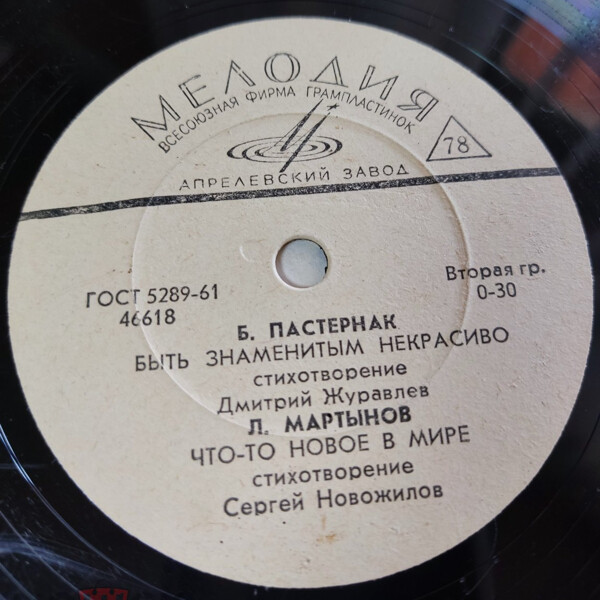 МЕЛОДИЯ
ВСЕСОЮЗНАЯ ФИРМА ГРАМПЛАСТИНОК
78
АПРЕЛЕВСКИЙ ЗАВОД
ГОСТ 5289-61
46618
Вторая гр.
0-30
Б. ПАСТЕРНАК
БЫТЬ ЗНАМЕНИТЫМ НЕКРАСИВО
стихотворение
Дмитрий Журавлев
Л. МАРТЫНОВ
ЧТО-ТО НОВОЕ В МИРЕ
стихотворение
Сергей Новожилов